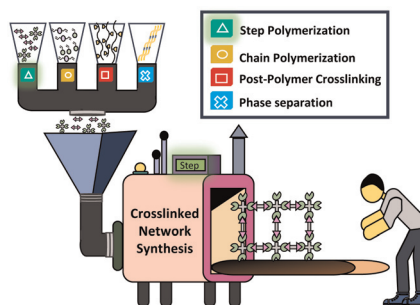 Step Polymerization
Chain Polymerization
Post-Polymer Crosslinking
Phase separation
Step
Crosslinked
Network
Synthesis